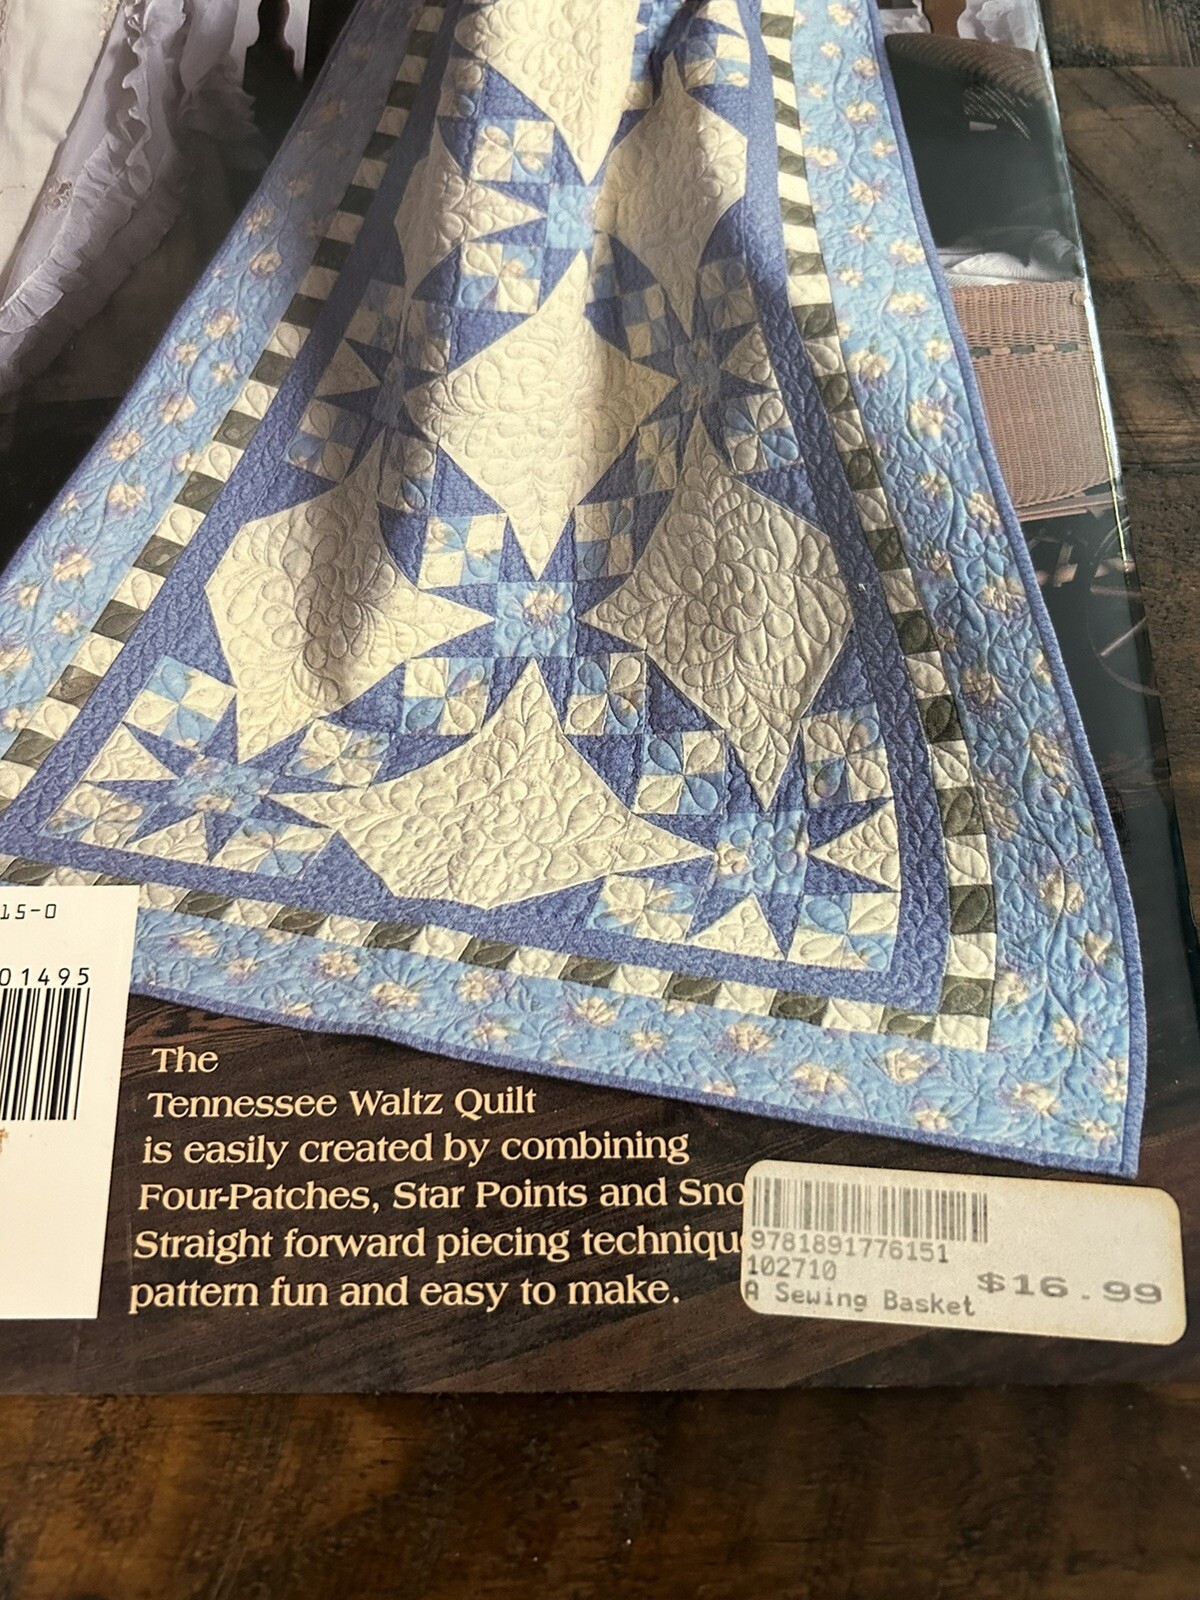 15-0
01495
The
Tennessee Waltz Quilt
is easily created by combining
Four-Patches, Star Points and Sno
Straight forward piecing techniqu
pattern fun and easy to make.
9781891776151
102710
A Sewing Basket $16.99